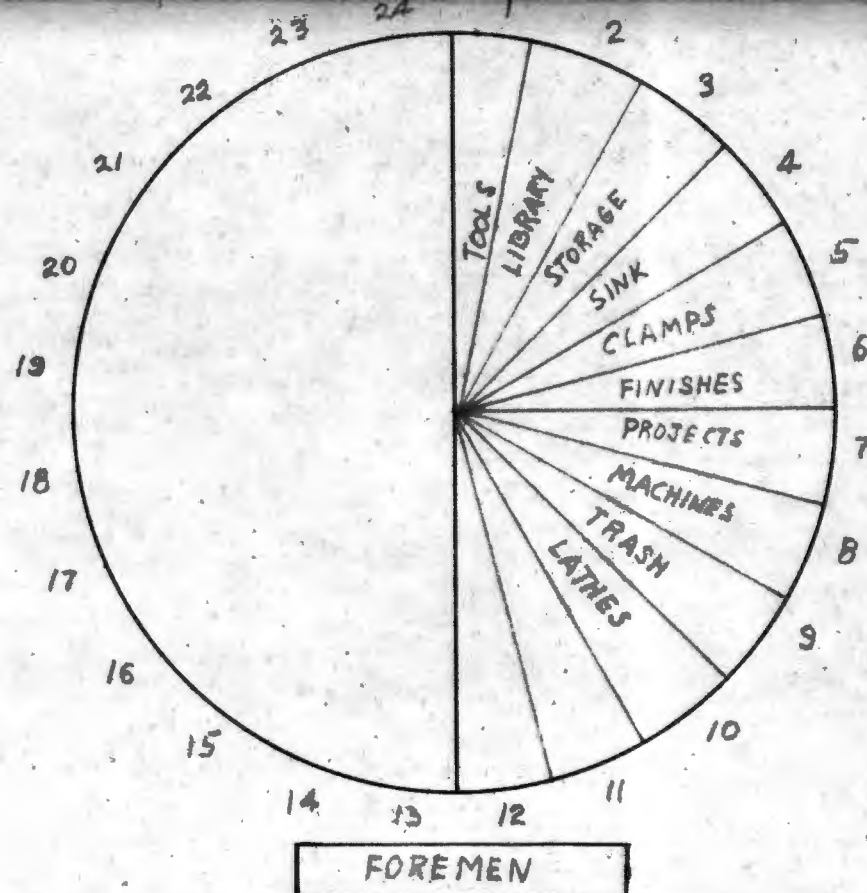 24
1
23
2
22
3
21
4
20
5
19
6
18
7
17
8
16
9
15
10
14
11
13
12
TOOLS
LIBRARY
STORAGE
SINK
CLAMPS
FINISHES
PROJECTS
MACHINES
TRASH
LATHES
FOREMEN